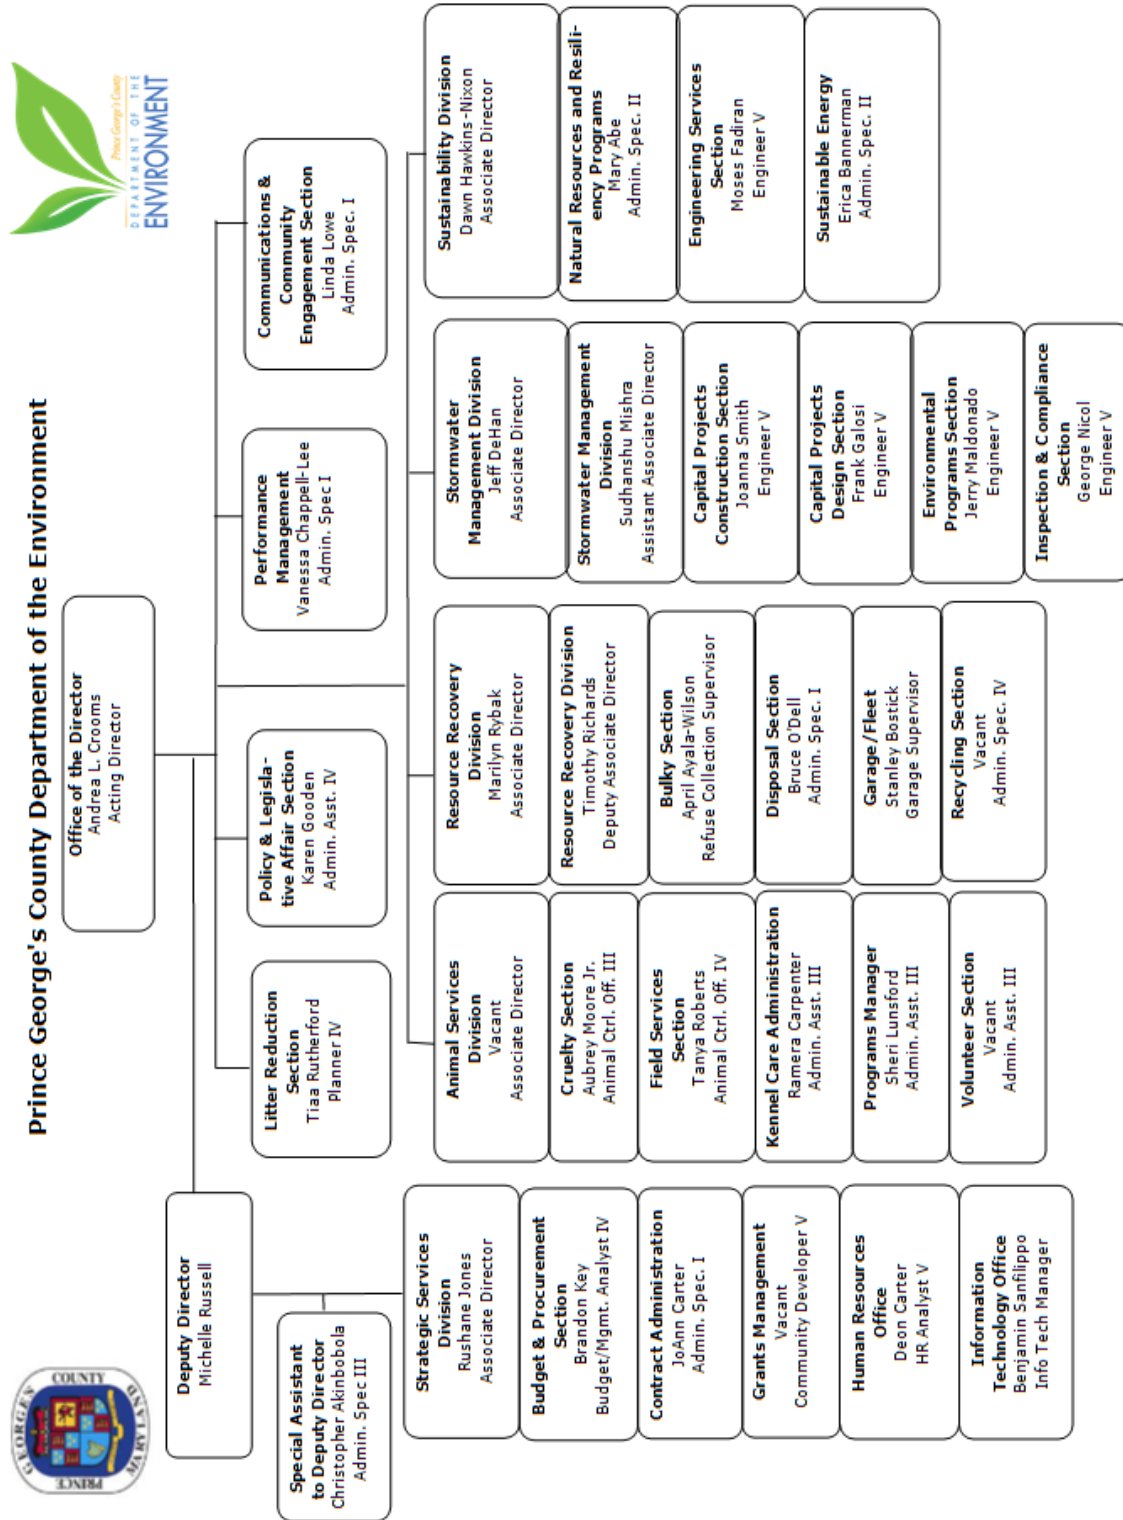 Prince George's County Department of the Environment
GEORGE'S
COUNTY
PRINCE
MARYLAND
Prince George's County
DEPARTMENT OF THE
ENVIRONMENT
Office of the Director
Andrea L. Crooms
Acting Director
Deputy Director
Michelle Russell
Special Assistant
to Deputy Director
Christopher Akinbobola
Admin. Spec III
Litter Reduction
Section
Tiaa Rutherford
Planner IV
Policy & Legisla-
tive Affair Section
Karen Gooden
Admin. Asst. IV
Performance
Management
Vanessa Chappell-Lee
Admin. Spec I
Communications &
Community
Engagement Section
Linda Lowe
Admin. Spec. I
Strategic Services
Division
Rushane Jones
Associate Director
Budget & Procurement
Section
Brandon Key
Budget/Mgmt. Analyst IV
Contract Administration
JoAnn Carter
Admin. Spec. I
Grants Management
Vacant
Community Developer V
Human Resources
Office
Deon Carter
HR Analyst V
Information
Technology Office
Benjamin Sanfilippo
Info Tech Manager
Animal Services
Division
Vacant
Associate Director
Cruelty Section
Aubrey Moore Jr.
Animal Ctrl. Off. III
Field Services
Section
Tanya Roberts
Animal Ctrl. Off. IV
Kennel Care Administration
Ramera Carpenter
Admin. Asst. III
Programs Manager
Sheri Lunsford
Admin. Asst. III
Volunteer Section
Vacant
Admin. Asst. III
Resource Recovery
Division
Marilyn Rybak
Associate Director
Resource Recovery Division
Timothy Richards
Deputy Associate Director
Bulky Section
April Ayala-Wilson
Refuse Collection Supervisor
Disposal Section
Bruce O'Dell
Admin. Spec. I
Garage/Fleet
Stanley Bostick
Garage Supervisor
Recycling Section
Vacant
Admin. Spec. IV
Stormwater
Management Division
Jeff DeHan
Associate Director
Stormwater Management
Division
Sudhanshu Mishra
Assistant Associate Director
Capital Projects
Construction Section
Joanna Smith
Engineer V
Capital Projects
Design Section
Frank Galosi
Engineer V
Environmental
Programs Section
Jerry Maldonado
Engineer V
Inspection & Compliance
Section
George Nicol
Engineer V
Sustainability Division
Dawn Hawkins-Nixon
Associate Director
Natural Resources and Resili-
ency Programs
Mary Abe
Admin. Spec. II
Engineering Services
Section
Moses Fadiran
Engineer V
Sustainable Energy
Erica Bannerman
Admin. Spec. II